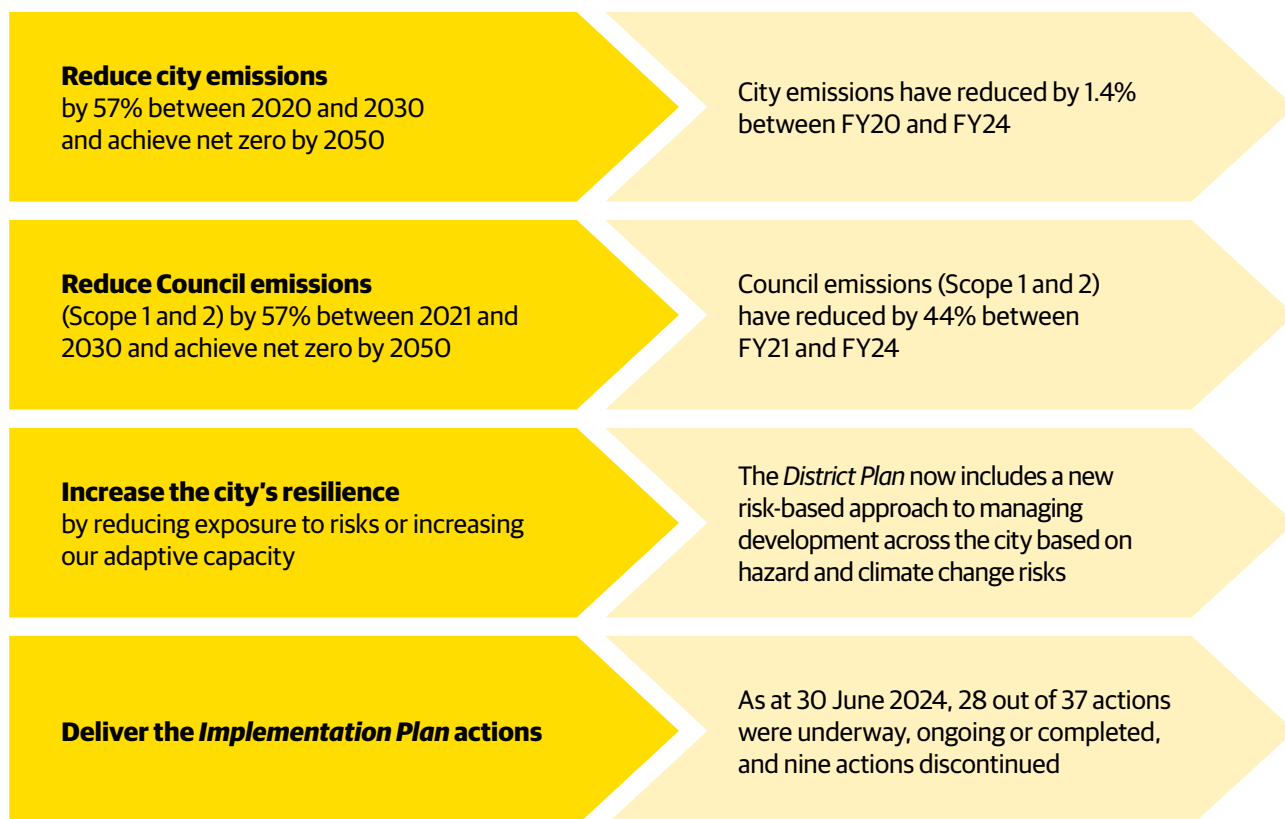 Reduce city emissions
by 57% between 2020 and 2030
and achieve net zero by 2050
City emissions have reduced by 1.4%
between FY20 and FY24
Reduce Council emissions
(Scope 1 and 2) by 57% between 2021 and
2030 and achieve net zero by 2050
Council emissions (Scope 1 and 2)
have reduced by 44% between
FY21 and FY24
Increase the city's resilience
by reducing exposure to risks or increasing
our adaptive capacity
The District Plan now includes a new
risk-based approach to managing
development across the city based on
hazard and climate change risks
Deliver the Implementation Plan actions
As at 30 June 2024, 28 out of 37 actions
were underway, ongoing or completed,
and nine actions discontinued